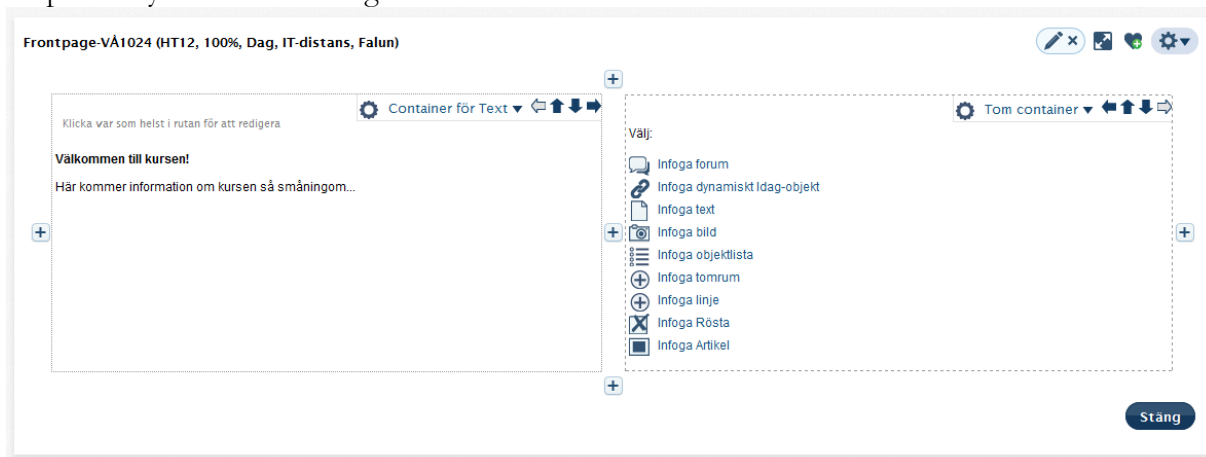 Frontpage-VÅ1024 (HT12, 100%, Dag, IT-distans, Falun)
Container för Text
Klicka var som helst i rutan för att redigera
Välkommen till kursen!
Här kommer information om kursen så småningom...
Tom container
Välj:
Infoga forum
Infoga dynamiskt Idag-objekt
Infoga text
Infoga bild
Infoga objektlista
Infoga tomrum
Infoga linje
Infoga Rösta
Infoga Artikel
Stäng